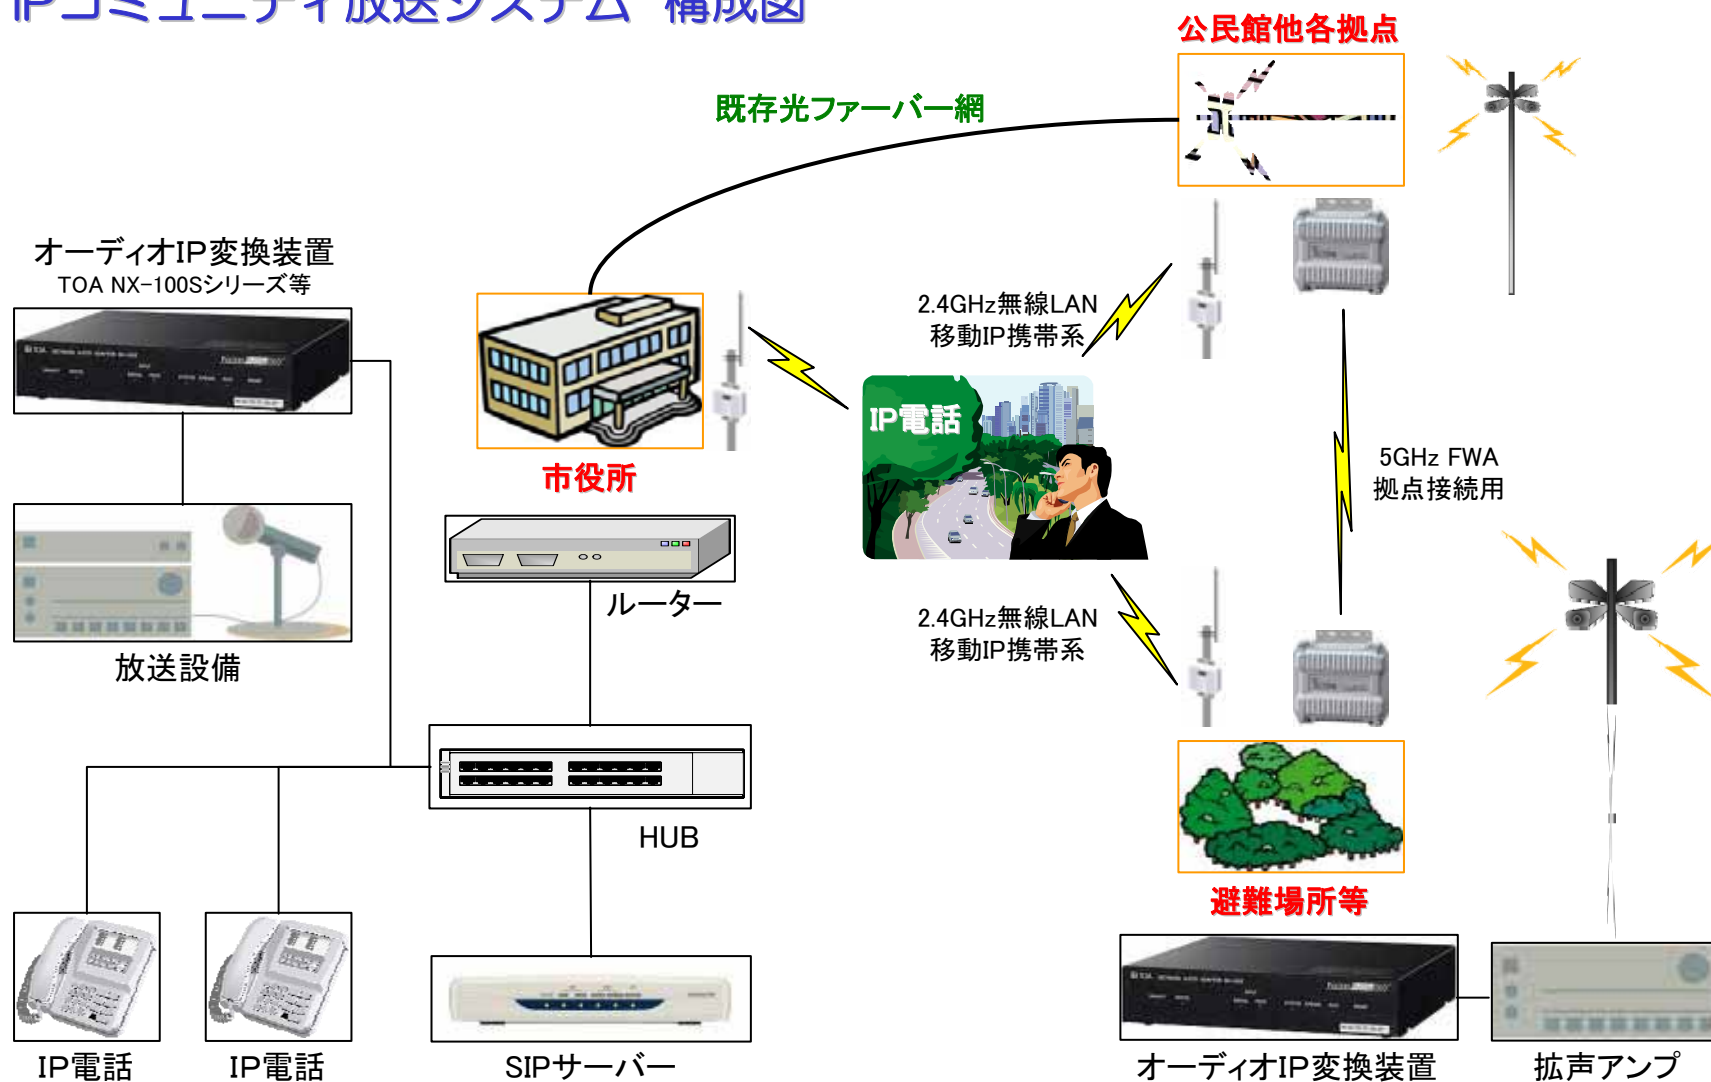 IPコミュニティ放送システム 構成図
公民館他各拠点
既存光ファーバー網
オーディオIP変換装置
TOA NX-100Sシリーズ等
2.4GHz無線LAN
移動IP携帯系
IP電話
市役所
5GHz FWA
拠点接続用
ルーター
2.4GHz無線LAN
移動IP携帯系
放送設備
HUB
避難場所等
IP電話
IP電話
SIPサーバー
オーディオIP変換装置
拡声アンプ